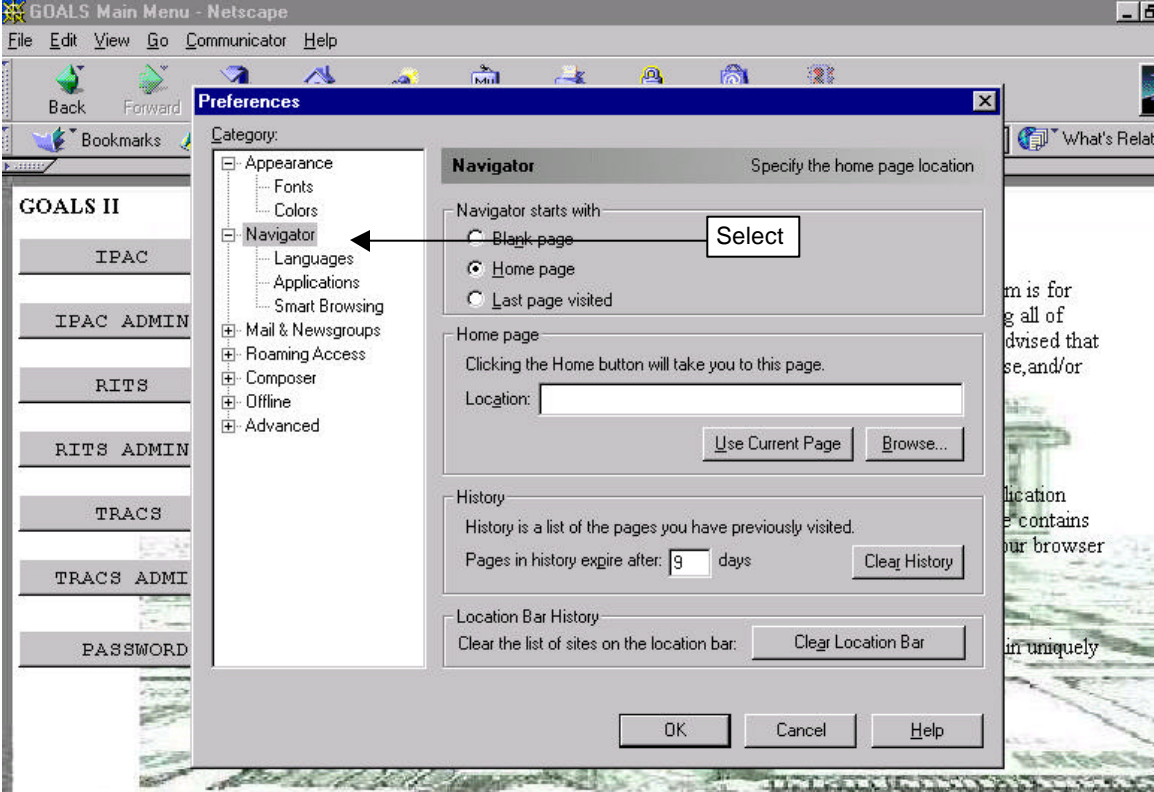 GOALS Main Menu - Netscape
File Edit View Go Communicator Help
Back Forward
Bookmarks What's Relat
GOALS II
IPAC
IPAC ADMIN
RITS
RITS ADMIN
TRACS
TRACS ADMI
PASSWORD
Preferences
Category:
Appearance
Fonts
Colors
Navigator
Languages
Applications
Smart Browsing
Mail & Newsgroups
Roaming Access
Composer
Offline
Advanced
Navigator Specify the home page location
Navigator starts with
Blank page
Select
Home page
Last page visited
Home page
Clicking the Home button will take you to this page.
Location:
Use Current Page Browse...
History
History is a list of the pages you have previously visited.
Pages in history expire after: 9 days Clear History
Location Bar History
Clear the list of sites on the location bar: Clear Location Bar
OK Cancel Help
m is for
g all of
dvised that
se,and/or
lication
e contains
our browser
in uniquely